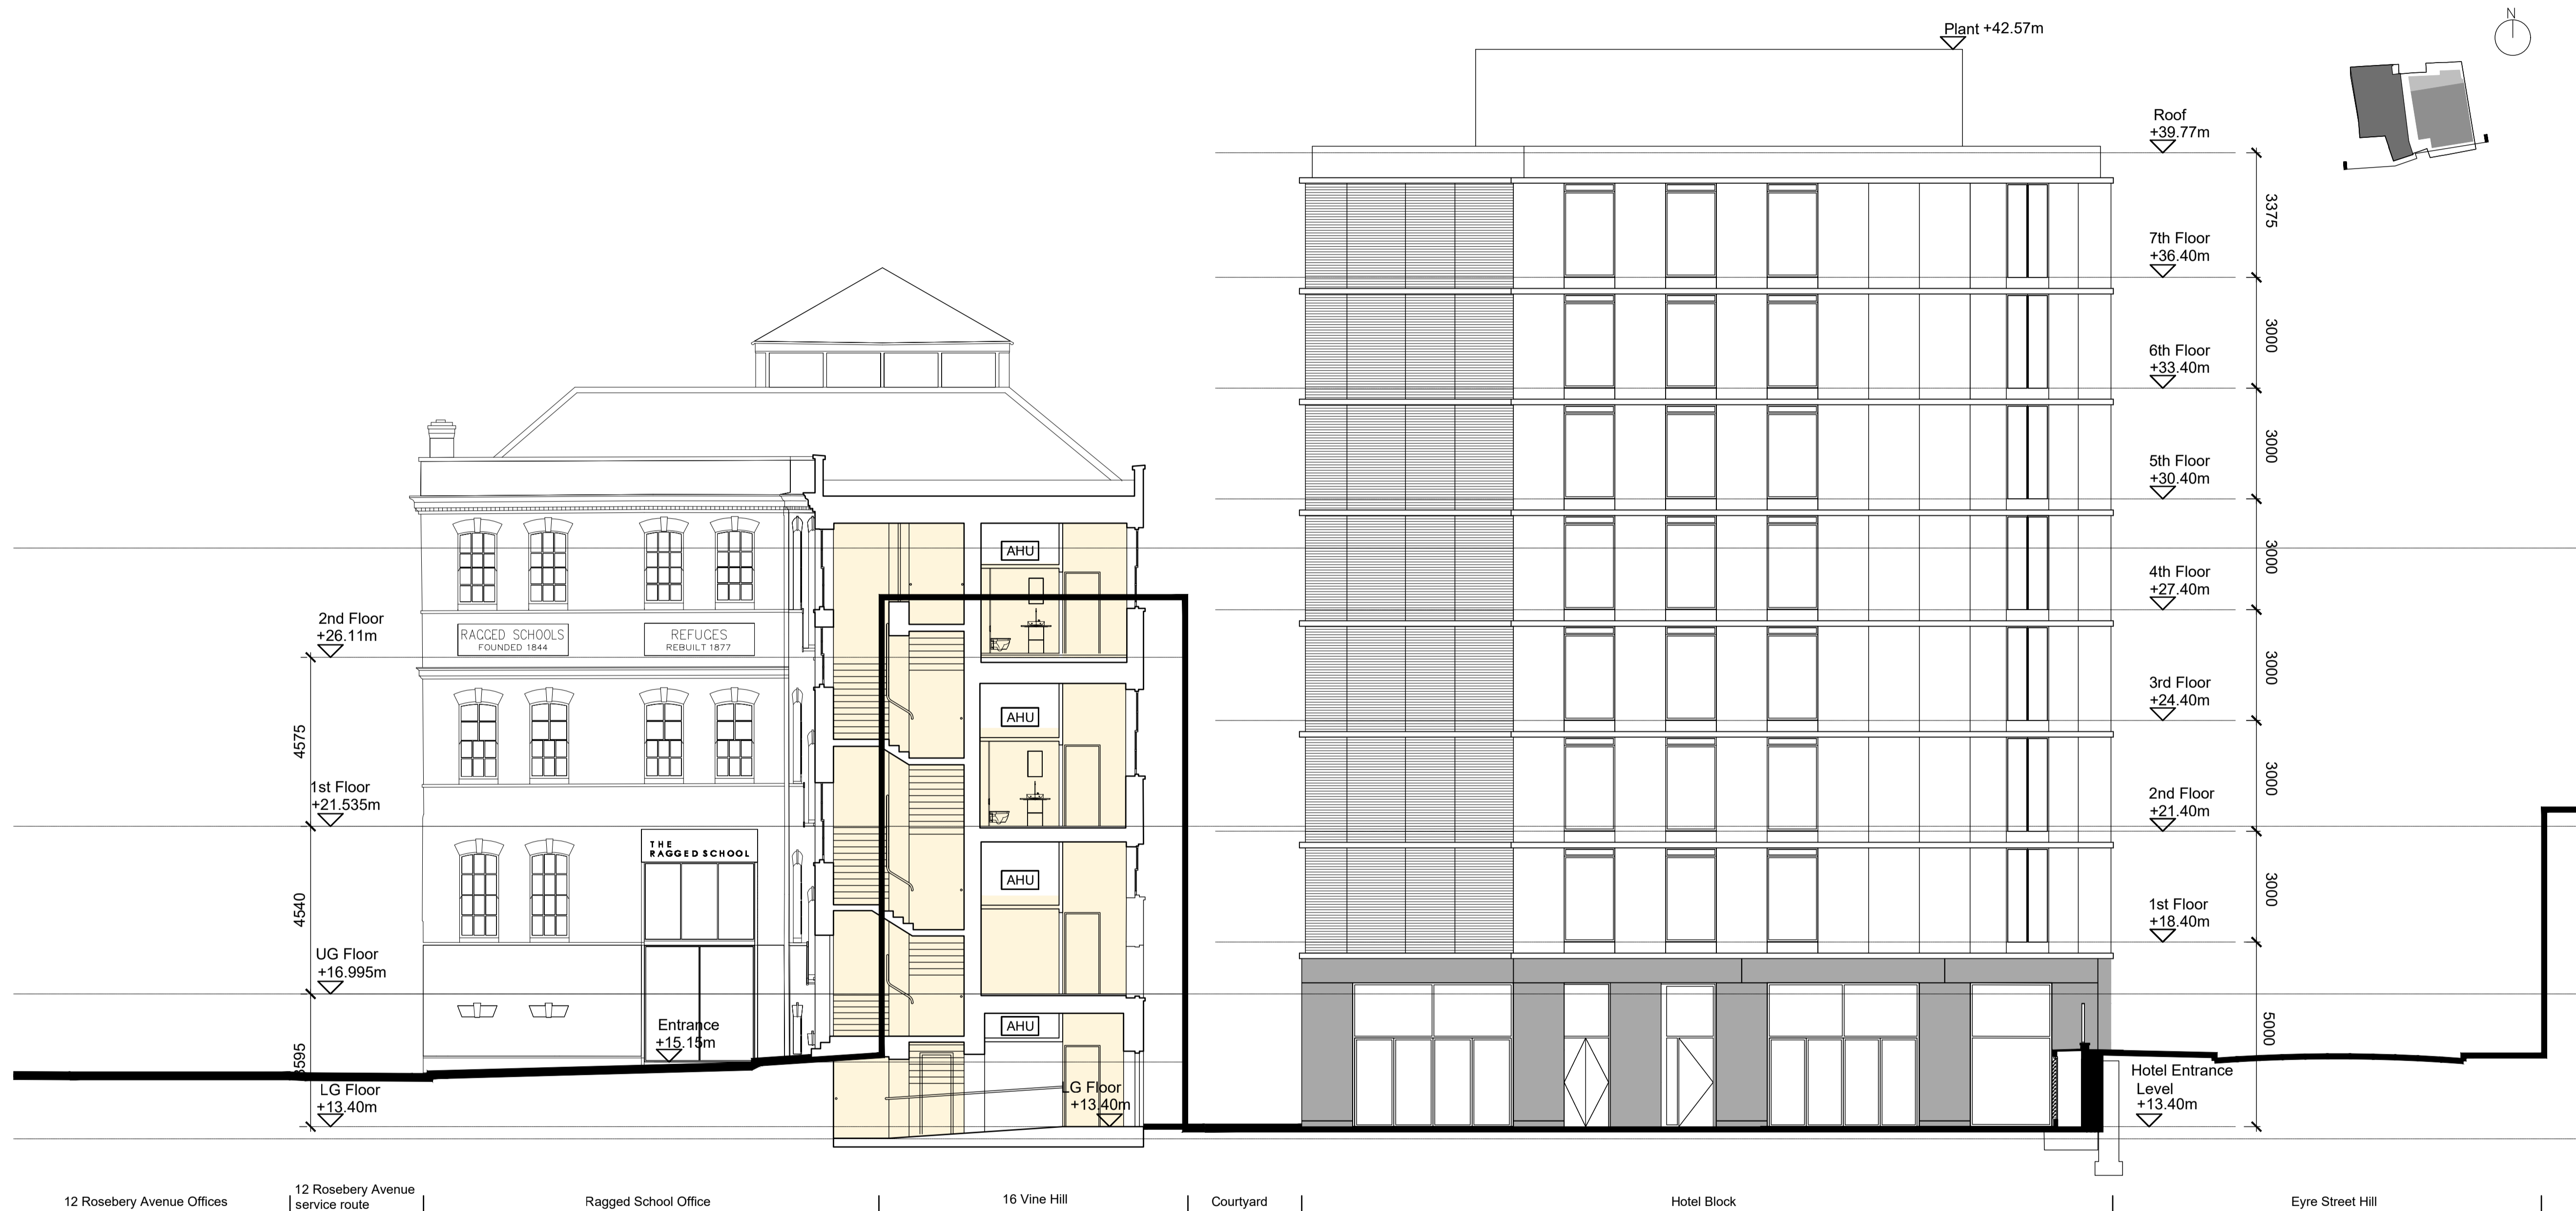 N
Plant +42.57m
Roof
+39.77m
3375
7th Floor
+36.40m
3000
6th Floor
+33.40m
3000
5th Floor
+30.40m
3000
4th Floor
+27.40m
3000
3rd Floor
+24.40m
3000
2nd Floor
+21.40m
3000
1st Floor
+18.40m
5000
Hotel Entrance
Level
+13.40m
2nd Floor
+26.11m
4575
1st Floor
+21.535m
4540
UG Floor
+16.995m
3595
LG Floor
+13.40m
RAGGED SCHOOLS
FOUNDED 1844
REFUGES
REBUILT 1877
THE
RAGGED SCHOOL
Entrance
+15.15m
AHU
AHU
AHU
AHU
LG Floor
+13.40m
12 Rosebery Avenue Offices
12 Rosebery Avenue
service route
Ragged School Office
16 Vine Hill
Courtyard
Hotel Block
Eyre Street Hill